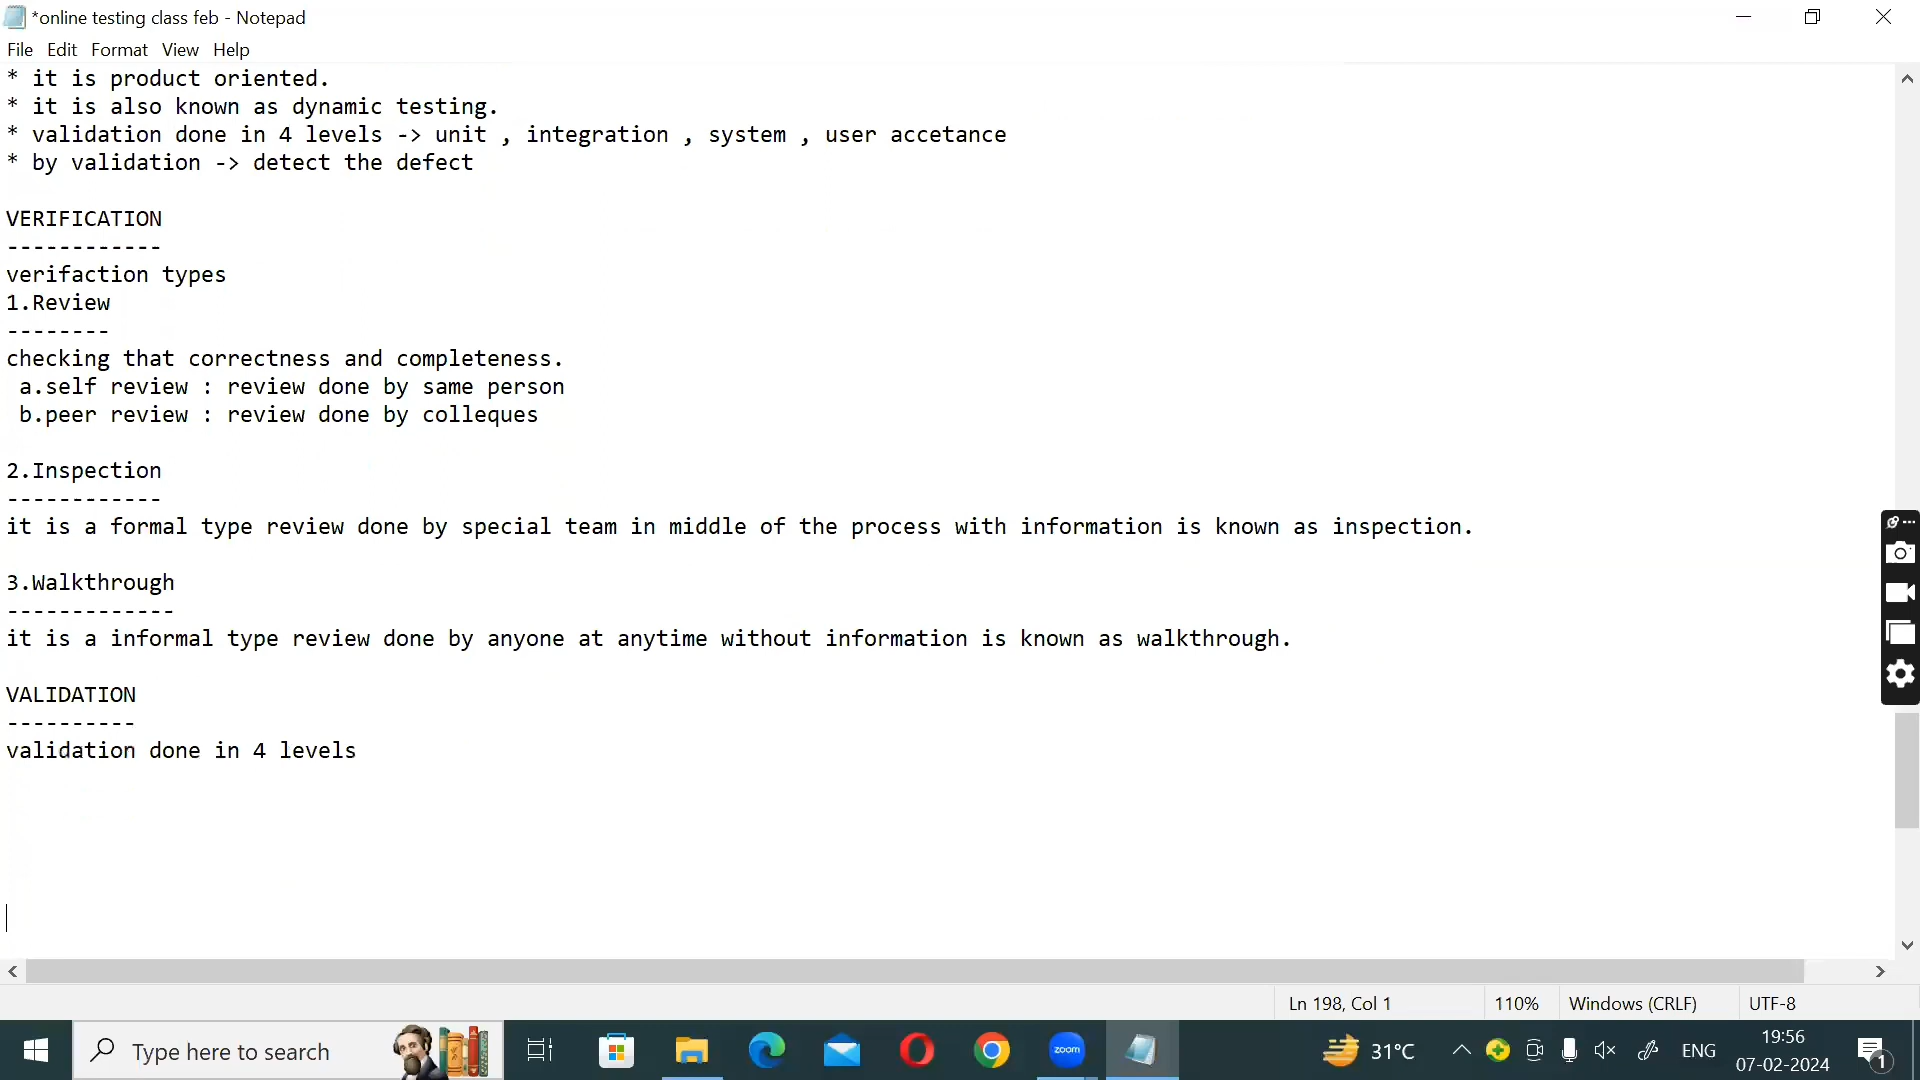 *online testing class feb - Notepad
File Edit Format View Help
* it is product oriented.
* it is also known as dynamic testing.
* validation done in 4 levels -> unit , integration , system , user accetance
* by validation -> detect the defect
VERIFICATION
------------
verifaction types
1.Review
--------
checking that correctness and completeness.
a.self review : review done by same person
b.peer review : review done by colleques
2.Inspection
------------
it is a formal type review done by special team in middle of the process with information is known as inspection.
3.Walkthrough
-------------
it is a informal type review done by anyone at anytime without information is known as walkthrough.
VALIDATION
----------
validation done in 4 levels
Ln 198, Col 1 110% Windows (CRLF) UTF-8
Type here to search zoom 31°C ENG 19:56
07-02-2024 1